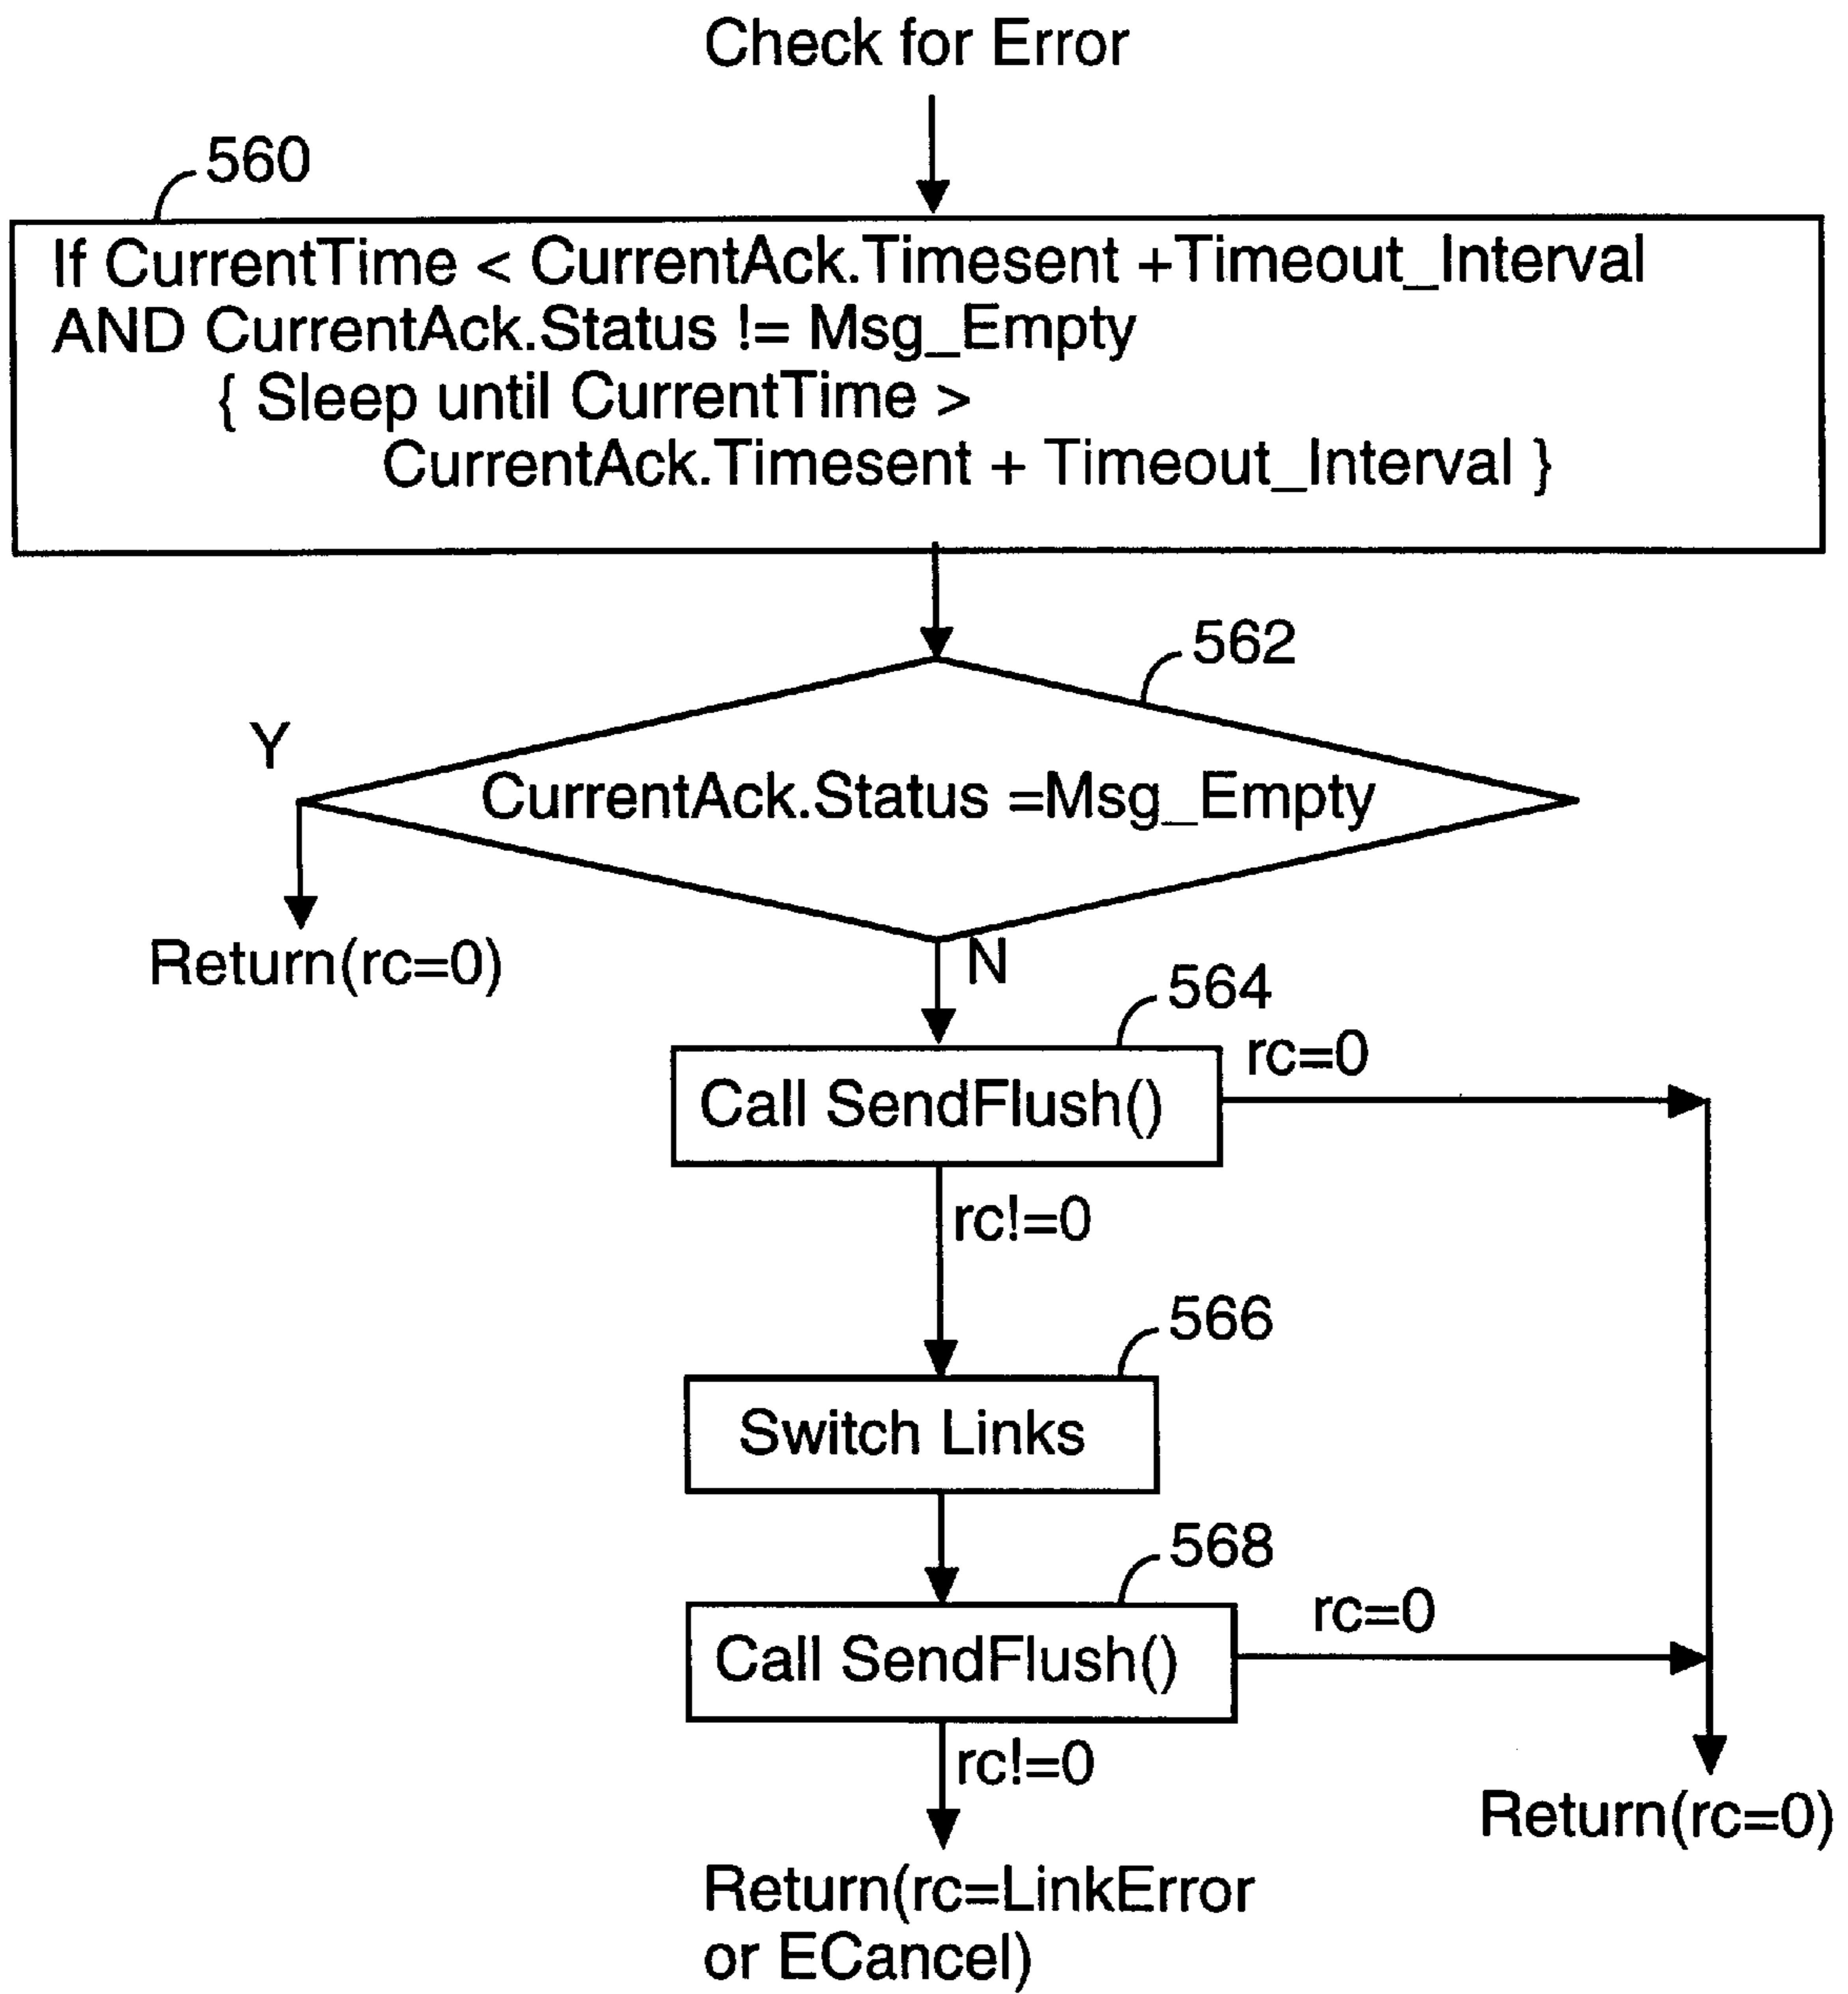 Check for Error
560
If CurrentTime < CurrentAck.Timesent +Timeout_Interval
AND CurrentAck.Status != Msg_Empty
{ Sleep until CurrentTime >
CurrentAck.Timesent + Timeout_Interval }
562
Y
CurrentAck.Status =Msg_Empty
Return(rc=0)
N
564
rc=0
Call SendFlush()
rc!=0
566
Switch Links
568
rc=0
Call SendFlush()
rc!=0
Return(rc=0)
Return(rc=LinkError
or ECancel)